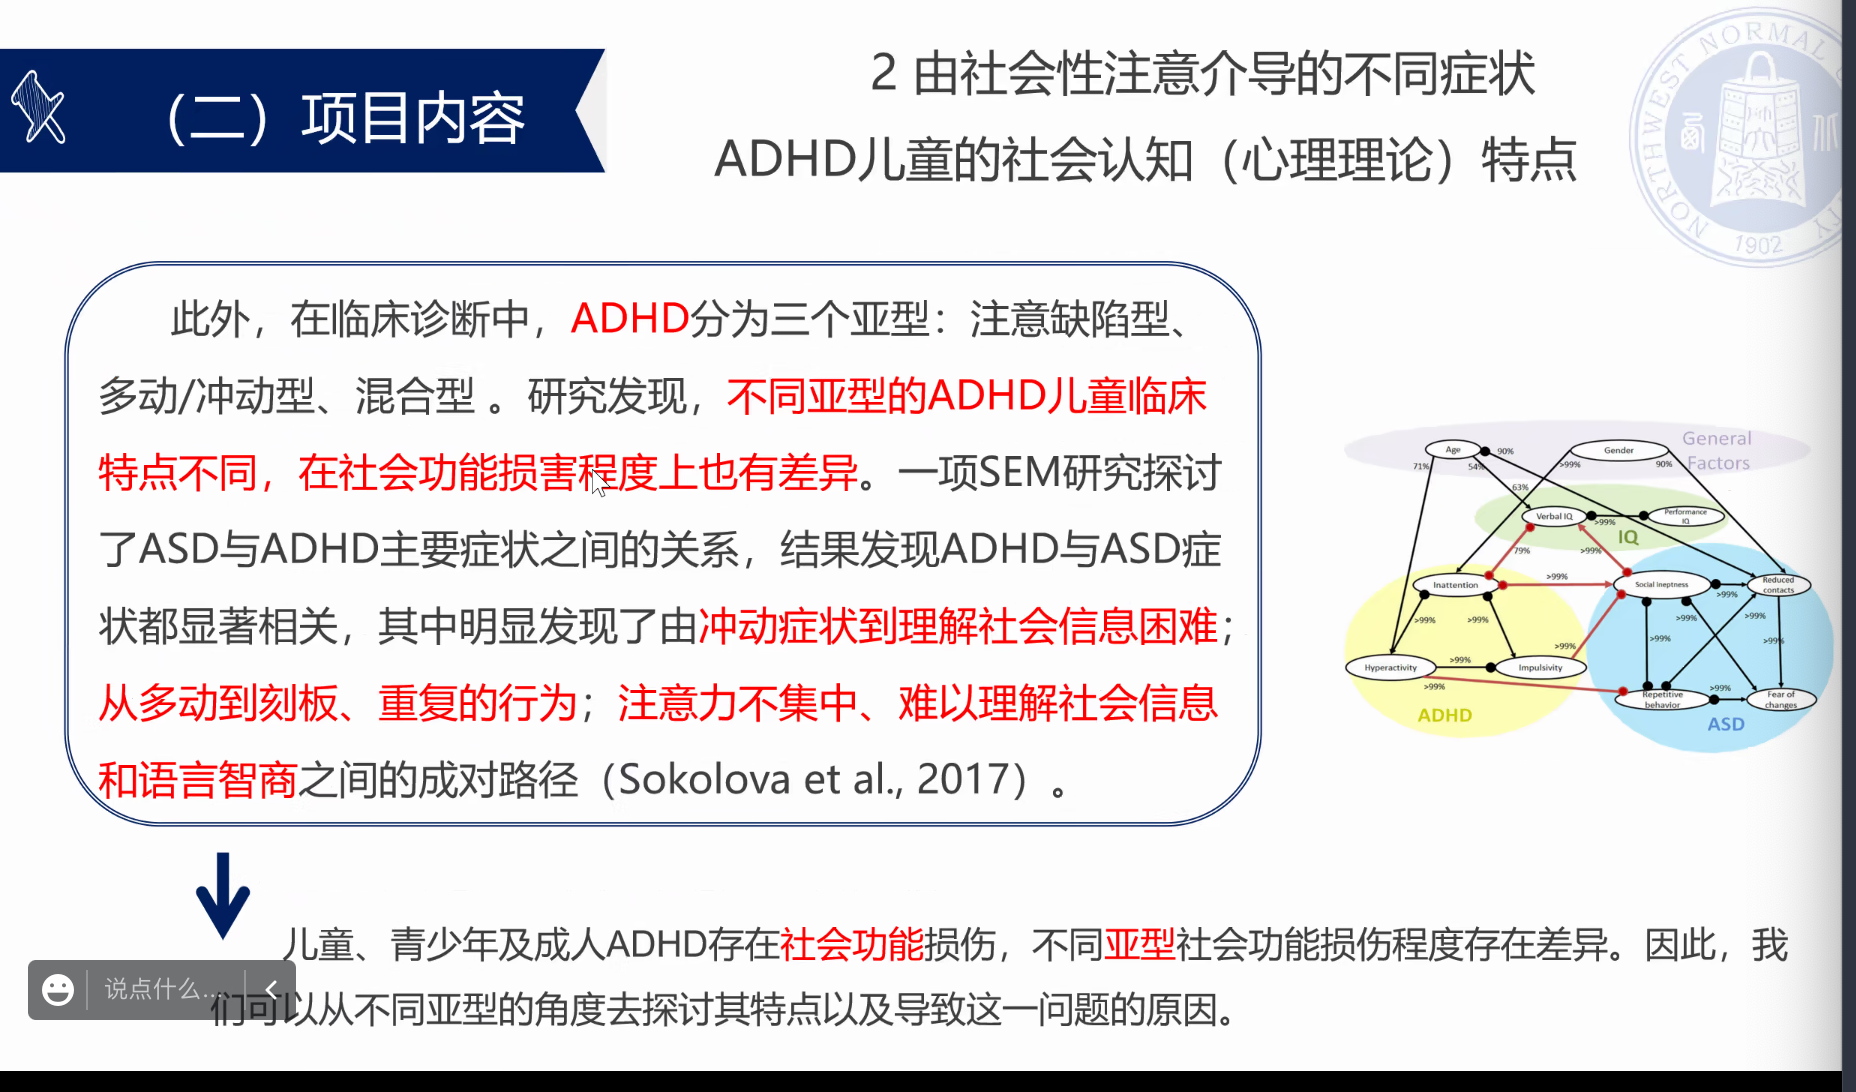 （二）项目内容
2 由社会性注意介导的不同症状
ADHD儿童的社会认知（心理理论）特点
NORTHWEST NORMAL
1902
此外，在临床诊断中，ADHD分为三个亚型：注意缺陷型、
多动/冲动型、混合型 。研究发现，不同亚型的ADHD儿童临床
特点不同，在社会功能损害程度上也有差异。一项SEM研究探讨
了ASD与ADHD主要症状之间的关系，结果发现ADHD与ASD症
状都显著相关，其中明显发现了由冲动症状到理解社会信息困难；
从多动到刻板、重复的行为；注意力不集中、难以理解社会信息
和语言智商之间的成对路径（Sokolova et al., 2017）。
General
Factors
Age
90%
Gender
71%
54%
>99%
90%
63%
Verbal IQ
>99%
Performance
IQ
IQ
79%
>99%
Inattention
>99%
Social ineptness
>99%
Reduced
contacts
>99%
>99%
>99%
>99%
>99%
>99%
>99%
Hyperactivity
>99%
Impulsivity
>99%
>99%
Repetitive
behavior
Fear of
changes
ADHD
ASD
儿童、青少年及成人ADHD存在社会功能损伤，不同亚型社会功能损伤程度存在差异。因此，我
们可以从不同亚型的角度去探讨其特点以及导致这一问题的原因。
说点什么...